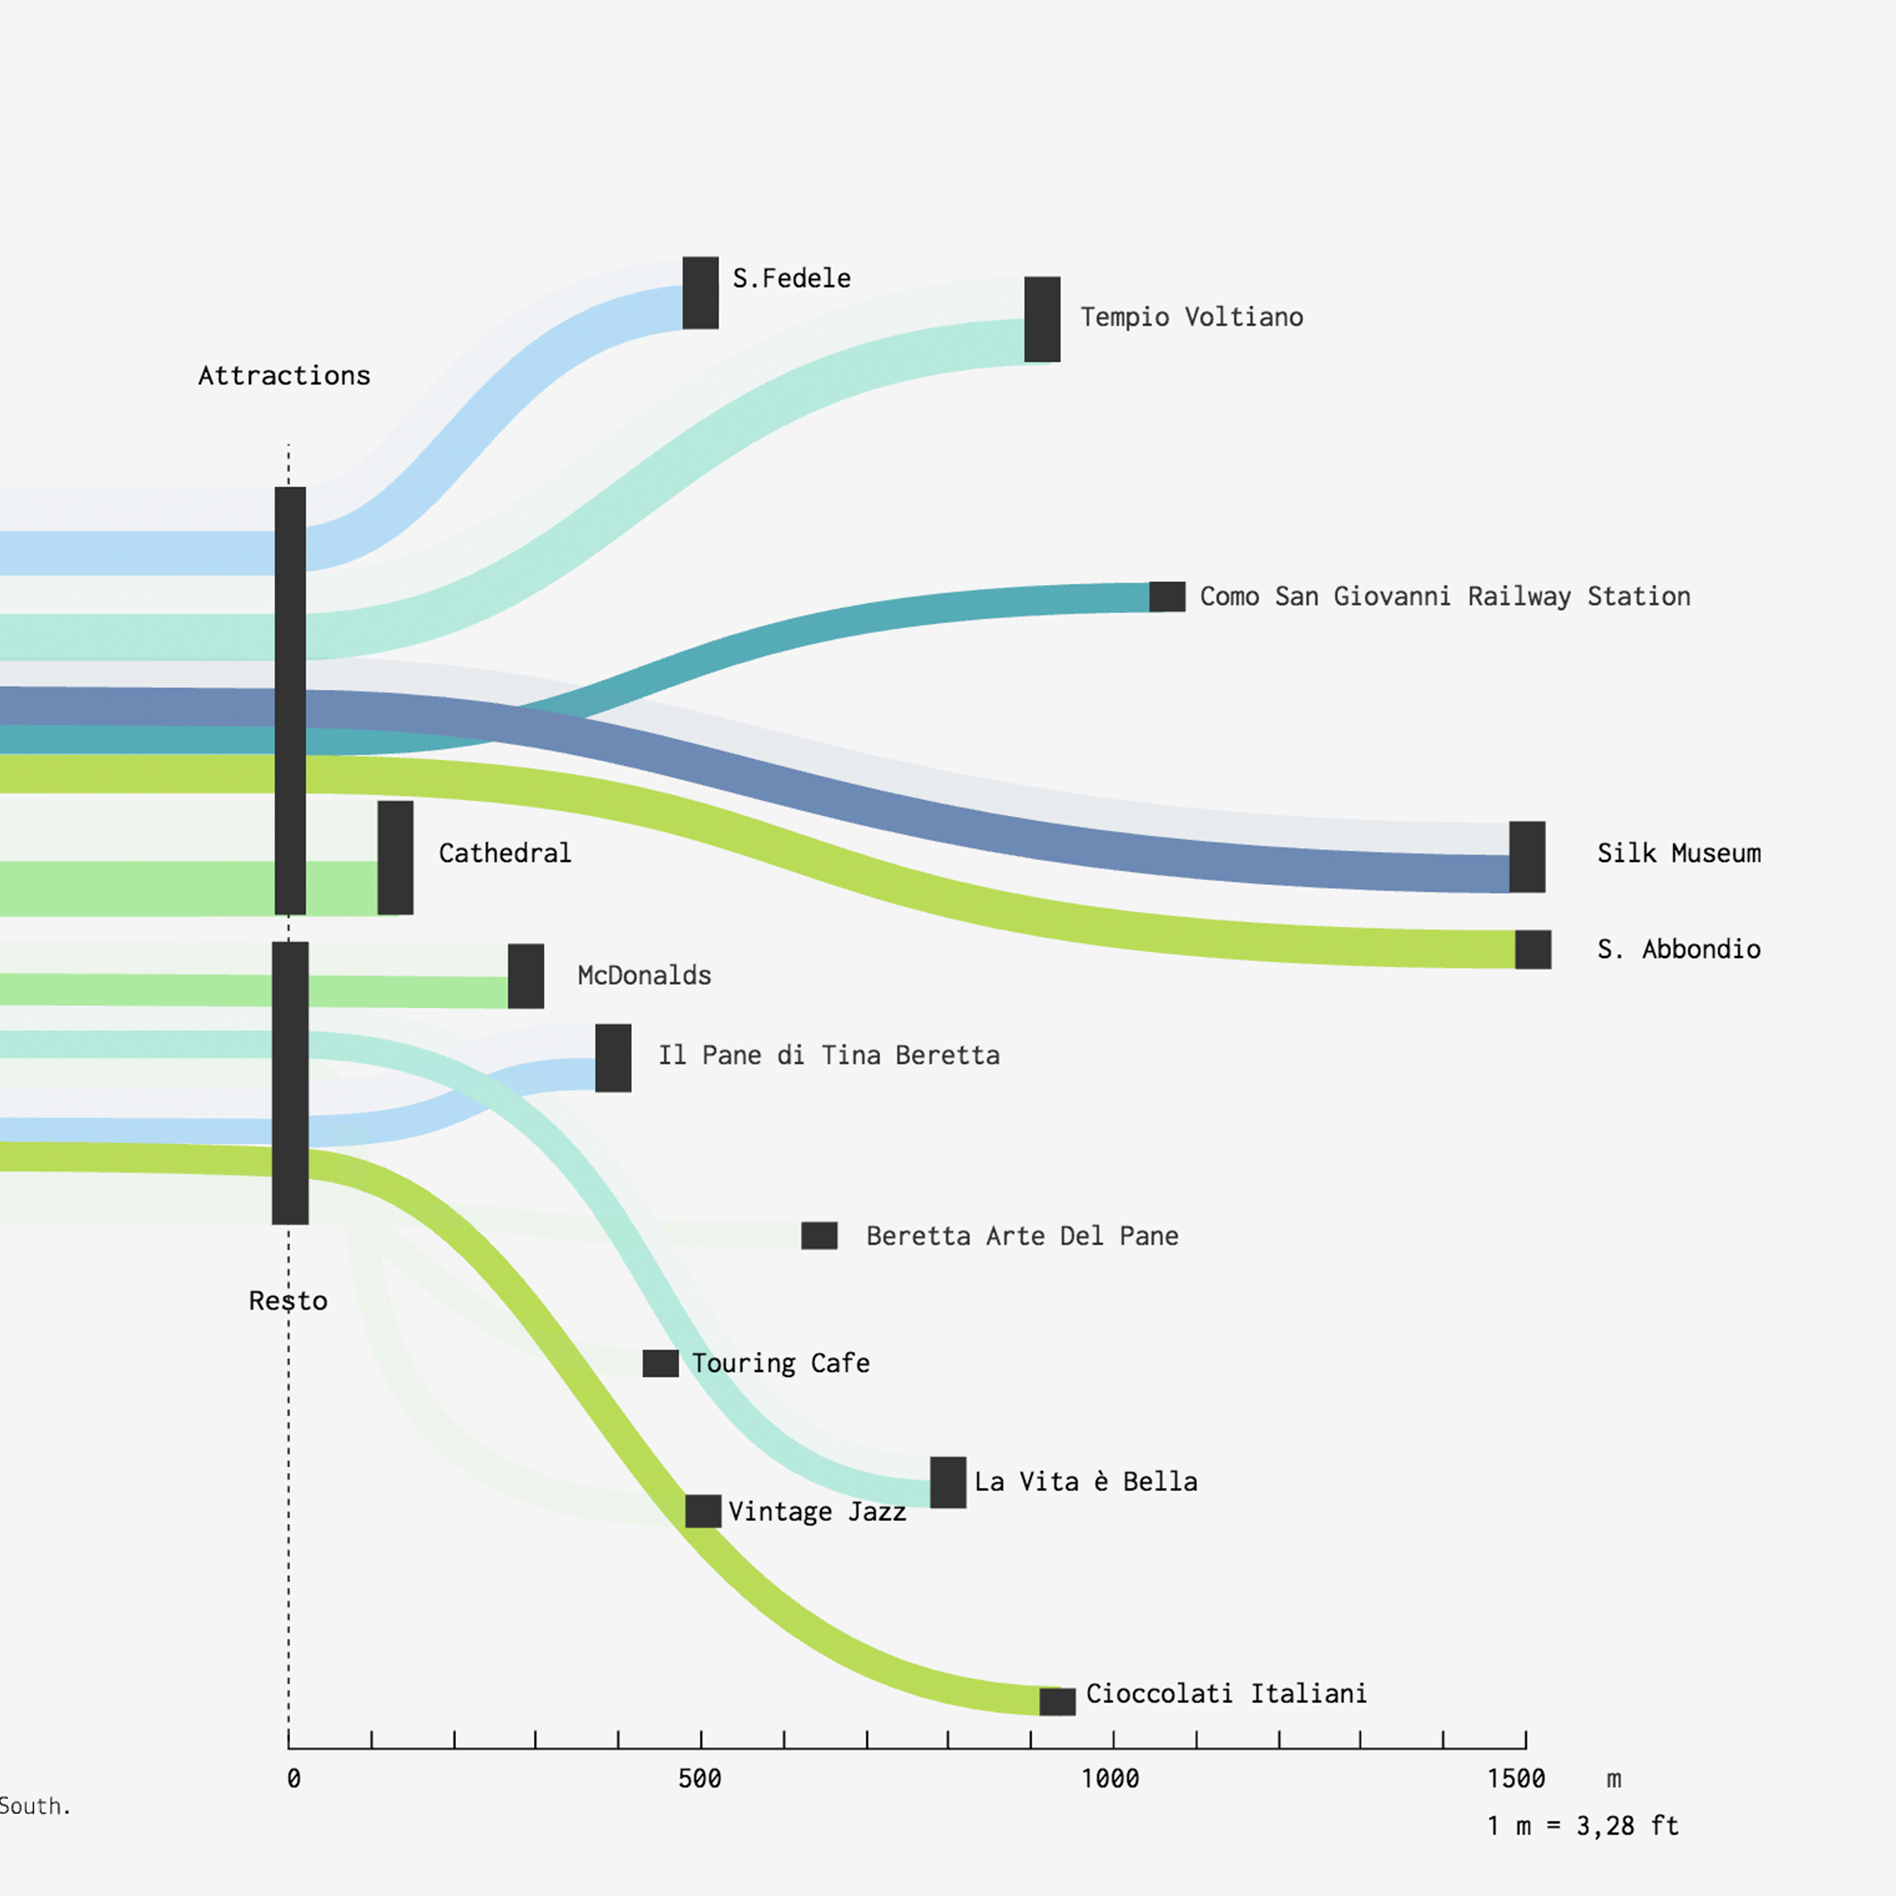 S.Fedele
Tempio Voltiano
Attractions
Como San Giovanni Railway Station
Cathedral
Silk Museum
S. Abbondio
McDonalds
Il Pane di Tina Beretta
Beretta Arte Del Pane
Resto
Touring Cafe
La Vita è Bella
Vintage Jazz
Cioccolati Italiani
0 500 1000 1500 m
South.
1 m = 3,28 ft